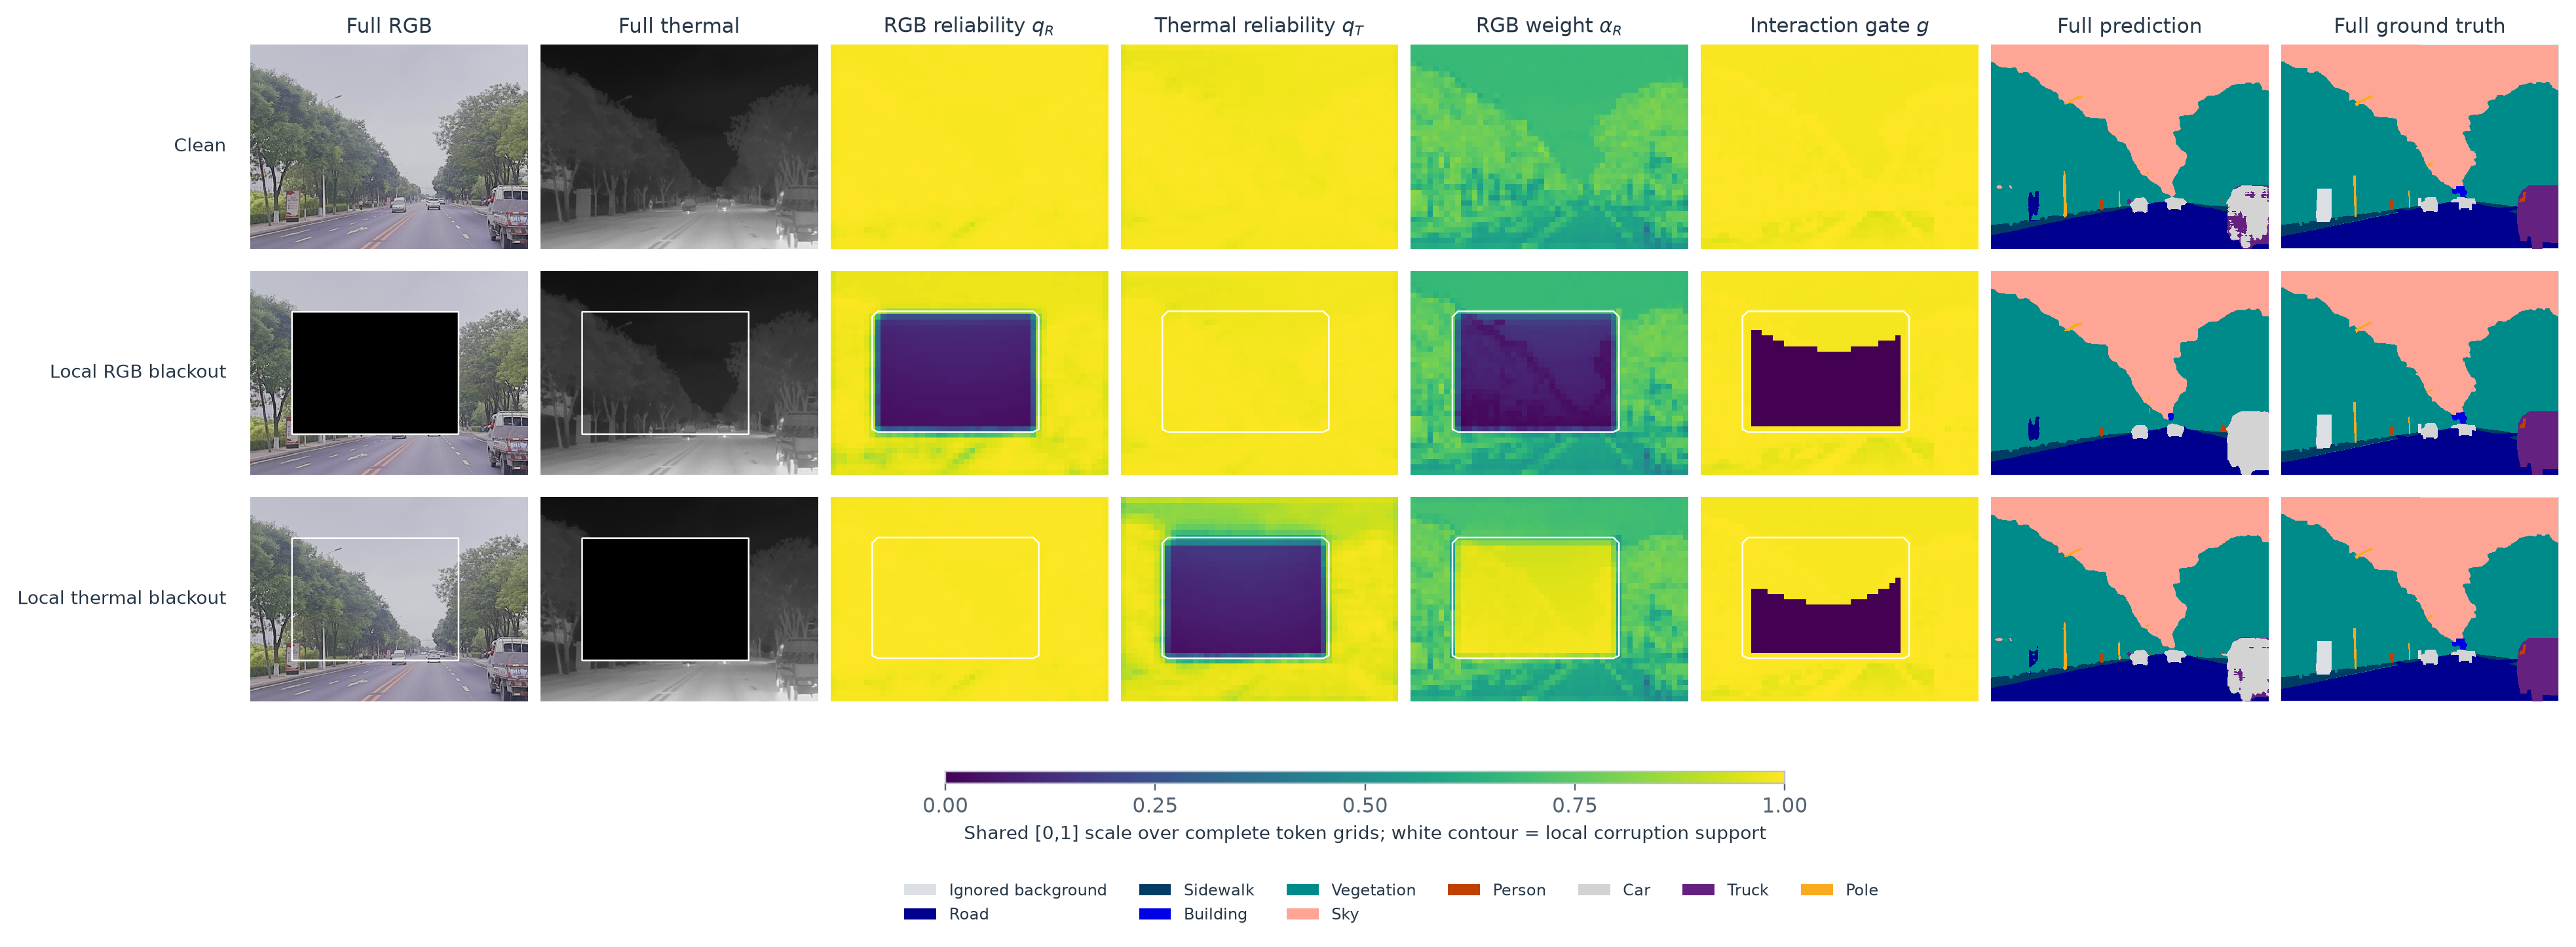 Full RGB
Full thermal
RGB reliability q_R
Thermal reliability q_T
RGB weight α_R
Interaction gate g
Full prediction
Full ground truth
Clean
Local RGB blackout
Local thermal blackout
0.00 0.25 0.50 0.75 1.00
Shared [0,1] scale over complete token grids; white contour = local corruption support
Ignored background Sidewalk Vegetation Person Car Truck Pole
Road Building Sky